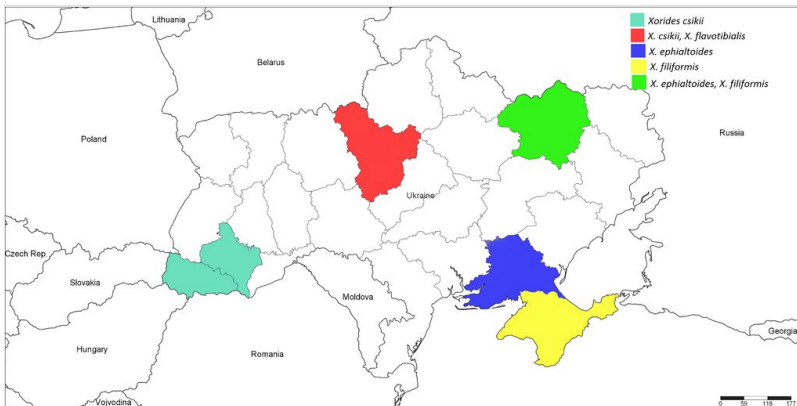 Lithuania
Belarus
Poland
Russia
Ukraine
Czech Rep.
Slovakia
Moldova
Hungary
Romania
Georgia
Vojvodina
Xorides csikii
X. csikii, X. flavotibialis
X. ephialtoides
X. filiformis
X. ephialtoides, X. filiformis
0 59 118 177